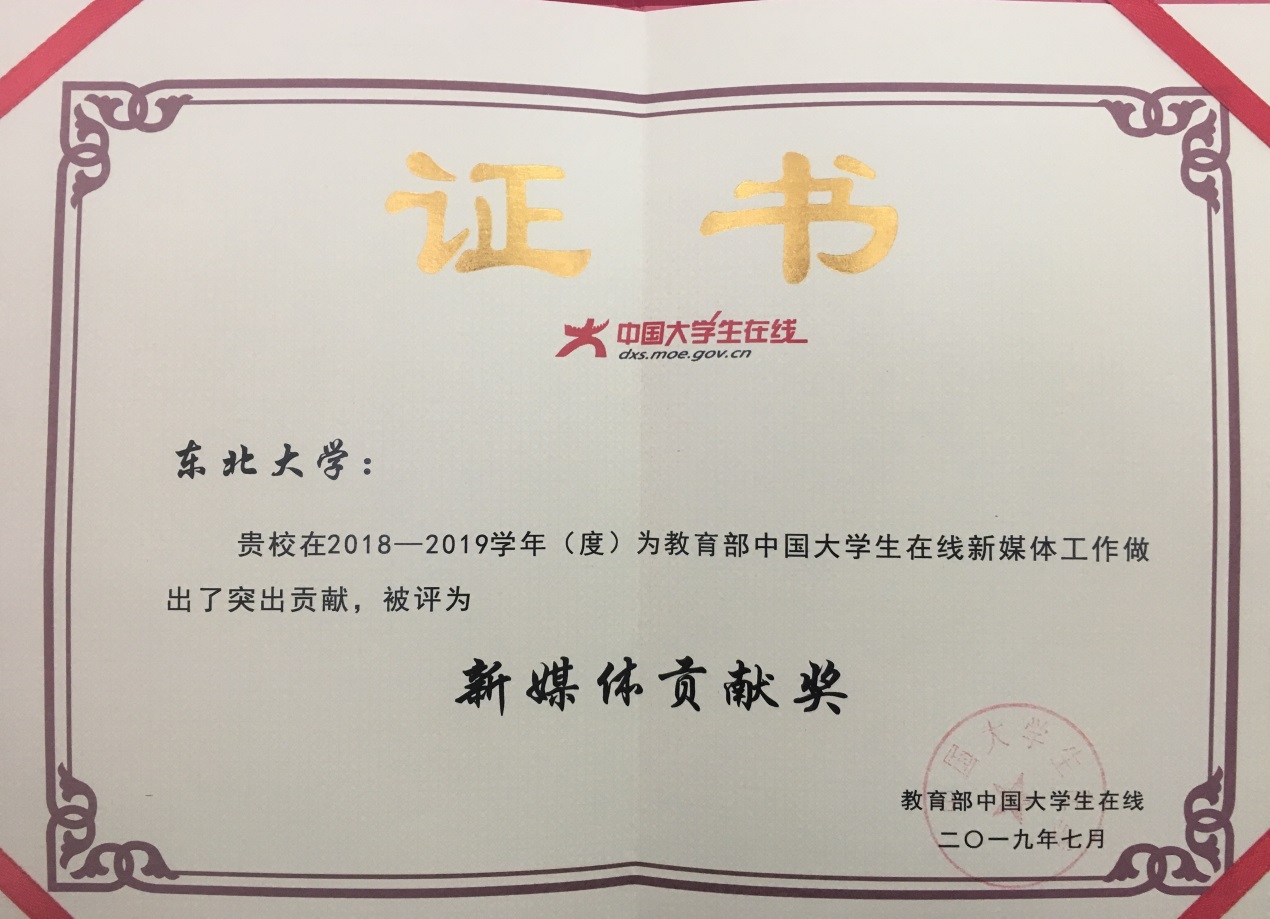 证书
中国大学生在线
dxs.moe.gov.cn
东北大学：
贵校在2018—2019学年（度）为教育部中国大学生在线新媒体工作做
出了突出贡献，被评为
新媒体贡献奖
国大学生
教育部中国大学生在线
二〇一九年七月